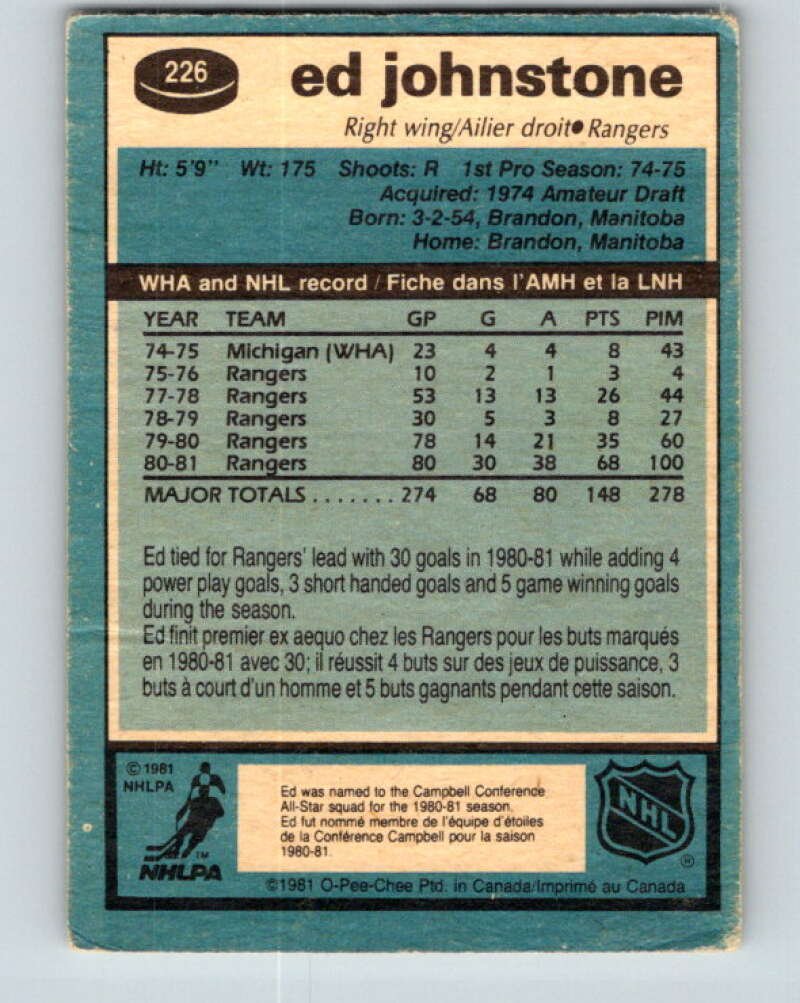 226
ed johnstone
Right wing/Ailier droit● Rangers
Ht: 5'9" Wt: 175 Shoots: R 1st Pro Season: 74-75
Acquired: 1974 Amateur Draft
Born: 3-2-54, Brandon, Manitoba
Home: Brandon, Manitoba
WHA and NHL record / Fiche dans l'AMH et la LNH
YEAR TEAM GP G A PTS PIM
74-75 Michigan (WHA) 23 4 4 8 43
75-76 Rangers 10 2 1 3 4
77-78 Rangers 53 13 13 26 44
78-79 Rangers 30 5 3 8 27
79-80 Rangers 78 14 21 35 60
80-81 Rangers 80 30 38 68 100
MAJOR TOTALS ....... 274 68 80 148 278
Ed tied for Rangers' lead with 30 goals in 1980-81 while adding 4
power play goals, 3 short handed goals and 5 game winning goals
during the season.
Ed finit premier ex aequo chez les Rangers pour les buts marqués
en 1980-81 avec 30; il réussit 4 buts sur des jeux de puissance, 3
buts à court d'un homme et 5 buts gagnants pendant cette saison.
© 1981
NHLPA
TM
NHLPA
Ed was named to the Campbell Conference
All-Star squad for the 1980-81 season.
Ed fut nommé membre de l'équipe d'étoiles
de la Conférence Campbell pour la saison
1980-81.
NHL
®
©1981 O-Pee-Chee Ptd. in Canada/Imprimé au Canada